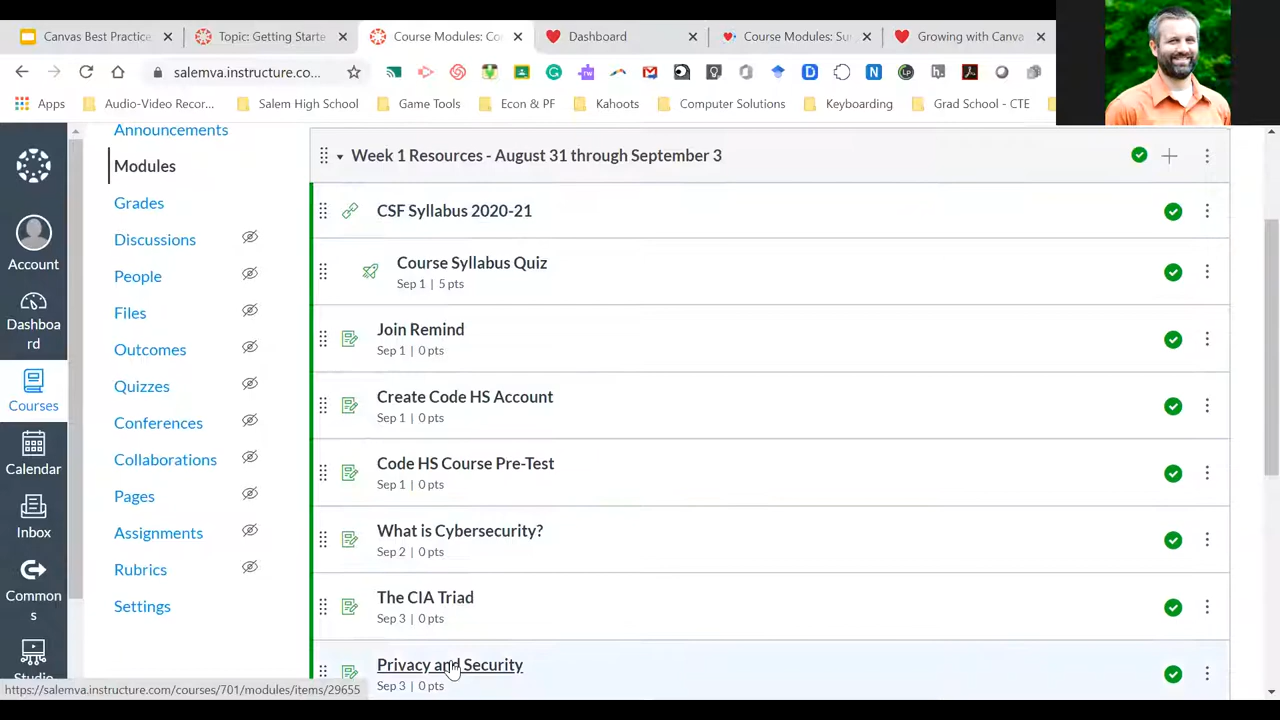 Canvas Best Practice
Topic: Getting Starte
Course Modules: Co
Dashboard
Course Modules: Su
Growing with Canva
salemva.instructure.co...
Apps
Audio-Video Recor...
Salem High School
Game Tools
Econ & PF
Kahoots
Computer Solutions
Keyboarding
Grad School - CTE
Account
Dashboa
rd
Courses
Calendar
Inbox
Common
s
Studio
Announcements
Modules
Grades
Discussions
People
Files
Outcomes
Quizzes
Conferences
Collaborations
Pages
Assignments
Rubrics
Settings
Week 1 Resources - August 31 through September 3
CSF Syllabus 2020-21
Course Syllabus Quiz
Sep 1 | 5 pts
Join Remind
Sep 1 | 0 pts
Create Code HS Account
Sep 1 | 0 pts
Code HS Course Pre-Test
Sep 1 | 0 pts
What is Cybersecurity?
Sep 2 | 0 pts
The CIA Triad
Sep 3 | 0 pts
Privacy and Security
Sep 3 | 0 pts
https://salemva.instructure.com/courses/701/modules/items/29655